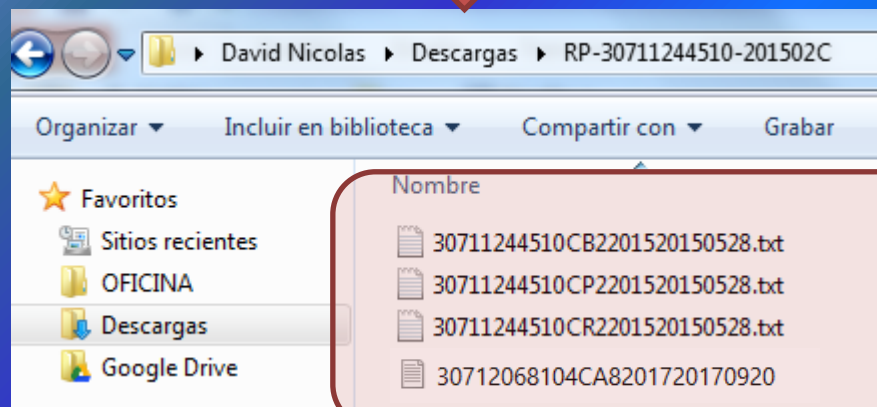 David Nicolas ▸ Descargas ▸ RP-30711244510-201502C
Organizar Incluir en biblioteca Compartir con Grabar
Favoritos
Sitios recientes
OFICINA
Descargas
Google Drive
Nombre
30711244510CB2201520150528.txt
30711244510CP2201520150528.txt
30711244510CR2201520150528.txt
30712068104CA8201720170920